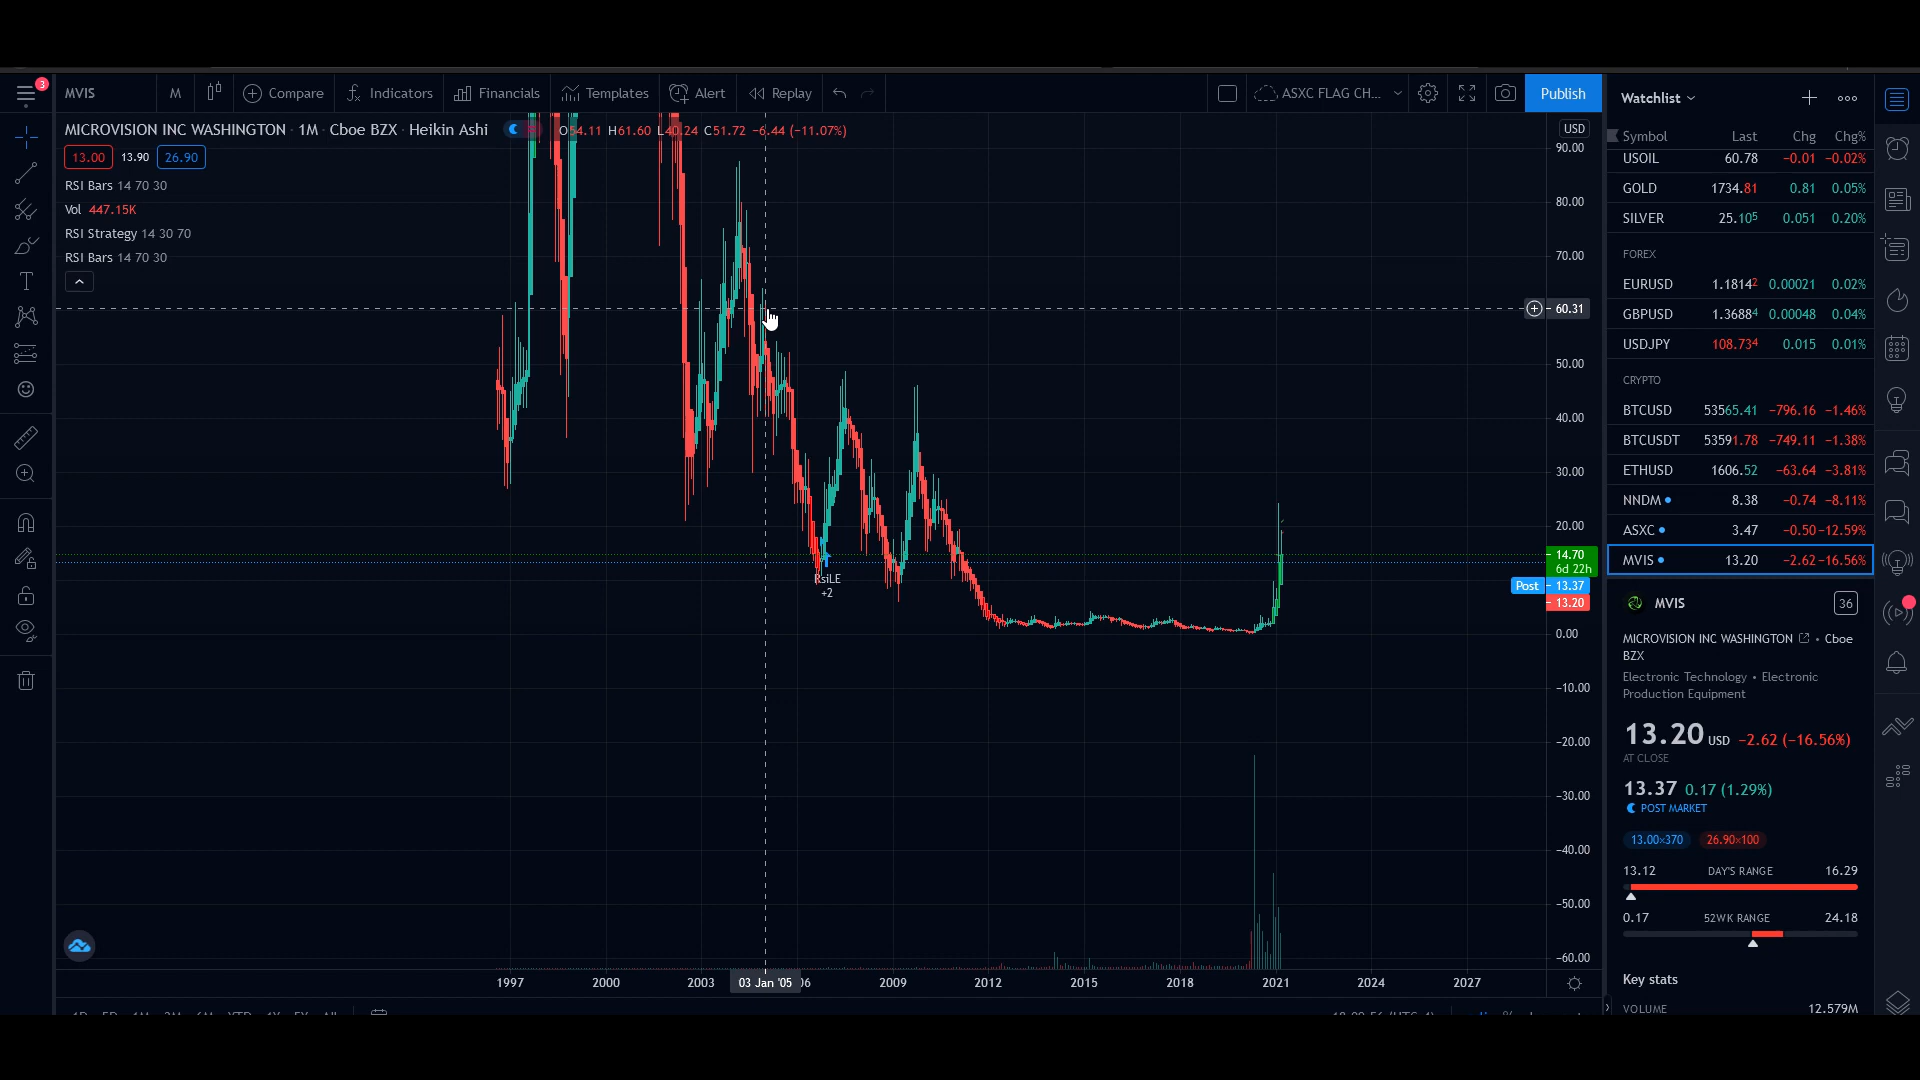 3
MVIS M Compare Indicators Financials Templates Alert Replay ASXC FLAG CH... Publish
MICROVISION INC WASHINGTON · 1M · Cboe BZX · Heikin Ashi O54.11 H61.60 L40.24 C51.72 −6.44 (−11.07%)
13.00 13.90 26.90
RSI Bars 14 70 30
Vol 447.15K
RSI Strategy 14 30 70
RSI Bars 14 70 30
USD
90.00
80.00
70.00
60.31
50.00
40.00
30.00
20.00
14.70
6d 22h
Post 13.37
13.20
0.00
−10.00
−20.00
−30.00
−40.00
−50.00
−60.00
RsiLE
+2
1997 2000 2003 03 Jan '05 06 2009 2012 2015 2018 2021 2024 2027
Watchlist
Symbol Last Chg Chg%
USOIL 60.78 −0.01 −0.02%
GOLD 1734.81 0.81 0.05%
SILVER 25.105 0.051 0.20%
FOREX
EURUSD 1.18142 0.00021 0.02%
GBPUSD 1.36884 0.00048 0.04%
USDJPY 108.734 0.015 0.01%
CRYPTO
BTCUSD 53565.41 −796.16 −1.46%
BTCUSDT 53591.78 −749.11 −1.38%
ETHUSD 1606.52 −63.64 −3.81%
NNDM 8.38 −0.74 −8.11%
ASXC 3.47 −0.50 −12.59%
MVIS 13.20 −2.62 −16.56%
MVIS 36
MICROVISION INC WASHINGTON • Cboe
BZX
Electronic Technology • Electronic
Production Equipment
13.20 USD −2.62 (−16.56%)
AT CLOSE
13.37 0.17 (1.29%)
POST MARKET
13.00×370 26.90×100
13.12 DAY'S RANGE 16.29
0.17 52WK RANGE 24.18
Key stats
VOLUME 12.579M